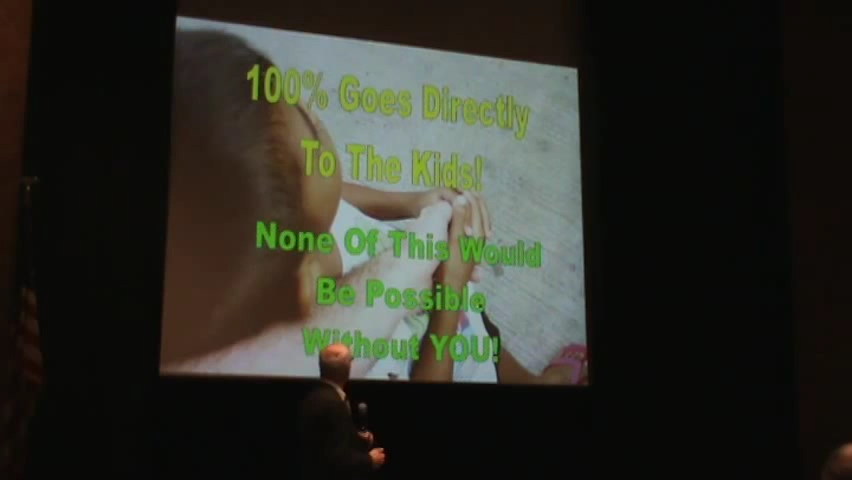 100% Goes Directly
To The Kids!
None Of This Would
Be Possible
Without YOU!